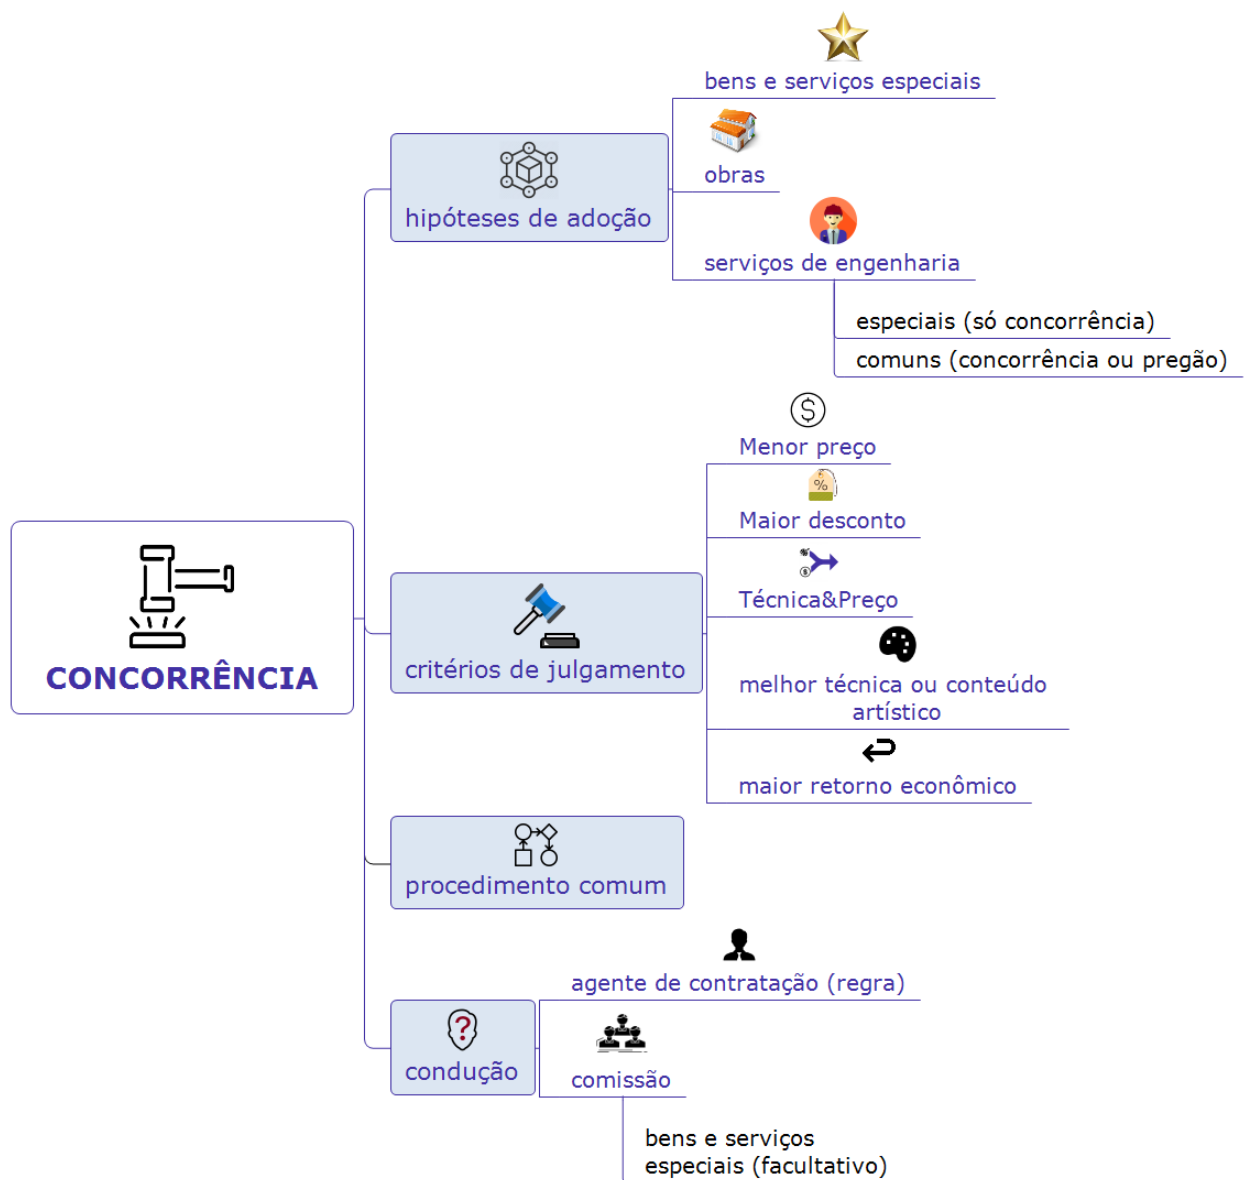 CONCORRÊNCIA
hipóteses de adoção
bens e serviços especiais
obras
serviços de engenharia
especiais (só concorrência)
comuns (concorrência ou pregão)
critérios de julgamento
$
Menor preço
%
Maior desconto
$
Técnica&Preço
melhor técnica ou conteúdo
artístico
maior retorno econômico
procedimento comum
?
condução
agente de contratação (regra)
comissão
bens e serviços
especiais (facultativo)